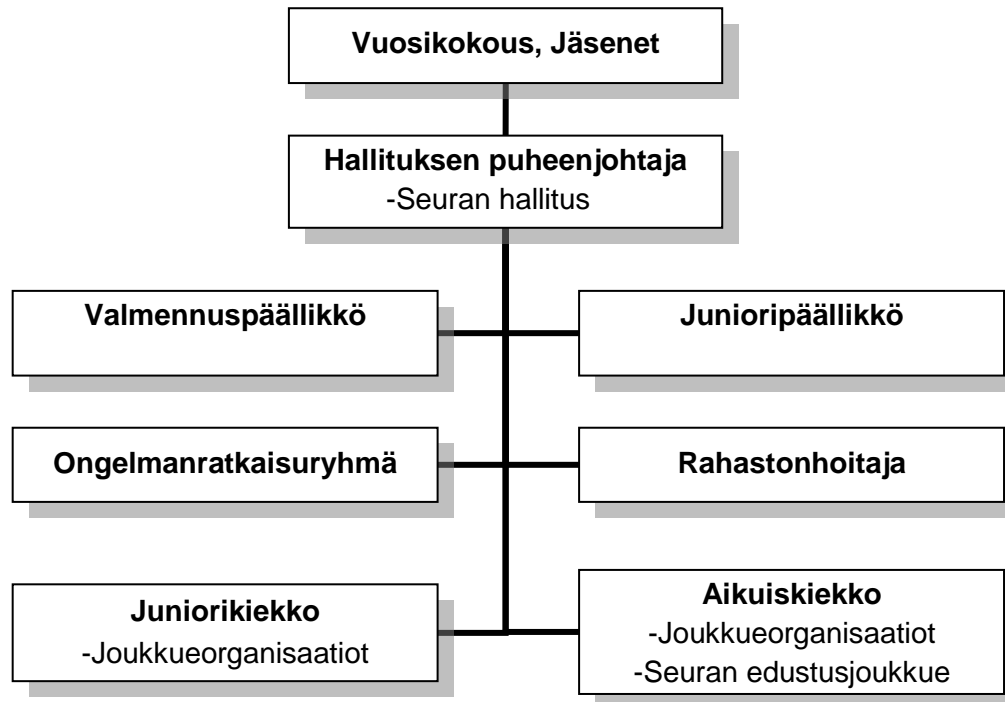 Vuosikokous, Jäsenet
Hallituksen puheenjohtaja
-Seuran hallitus
Valmennuspäällikkö
Junioripäällikkö
Ongelmanratkaisuryhmä
Rahastonhoitaja
Juniorikiekko
-Joukkueorganisaatiot
Aikuiskiekko
-Joukkueorganisaatiot
-Seuran edustusjoukkue